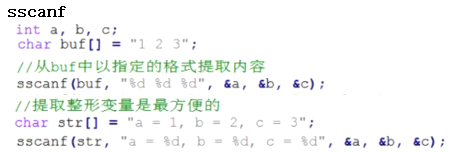 sscanf
int a, b, c;
char buf[] = "1 2 3";
//从buf中以指定的格式提取内容
sscanf(buf, "%d %d %d", &a, &b, &c);
//提取整形变量是最方便的
char str[] = "a = 1, b = 2, c = 3";
sscanf(str, "a = %d, b = %d, c = %d", &a, &b, &c);